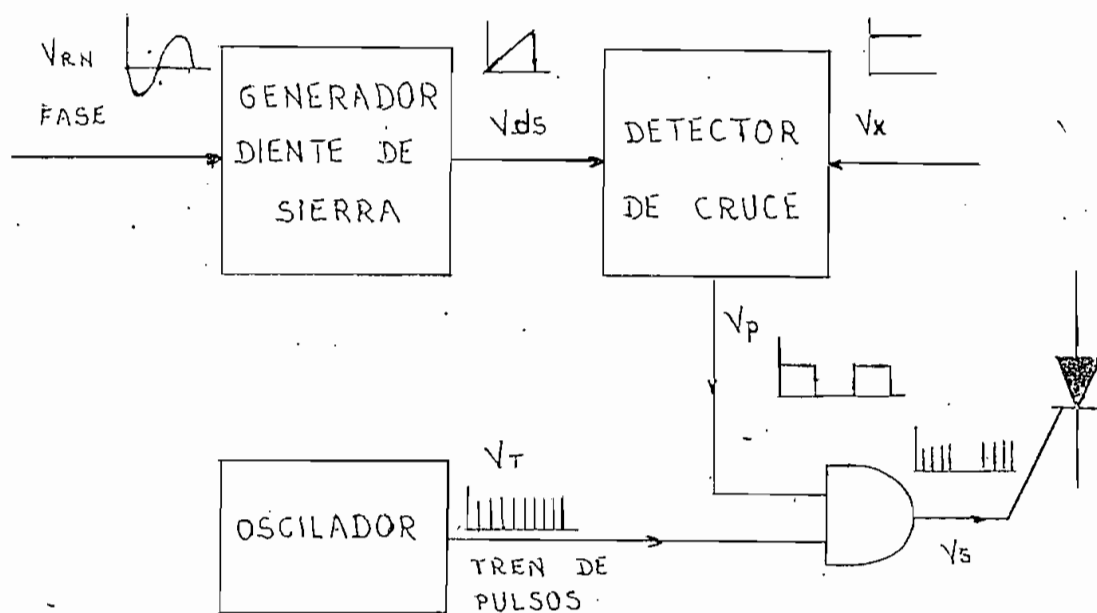 VRN
FASE
GENERADOR
DIENTE DE
SIERRA
Vds
DETECTOR
DE CRUCE
Vx
Vp
OSCILADOR
VT
TREN DE
PULSOS
Vs